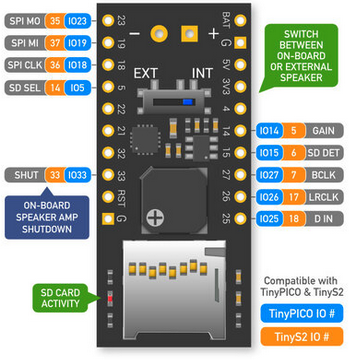 SPI MO 35 IO23
SPI MI 37 IO19
SPI CLK 36 IO18
SD SEL 14 IO5
SHUT 33 IO33
ON-BOARD
SPEAKER AMP
SHUTDOWN
SD CARD
ACTIVITY
23
19
18
5
22
21
32
33
RST
G
- +
EXT INT
BAT
G
5V
3V3
4
14
15
27
26
25
SWITCH
BETWEEN
ON-BOARD
OR EXTERNAL
SPEAKER
IO14 5 GAIN
IO15 6 SD DET
IO27 7 BCLK
IO26 17 LRCLK
IO25 18 D IN
Compatible with
TinyPICO & TinyS2
TinyPICO IO #
TinyS2 IO #